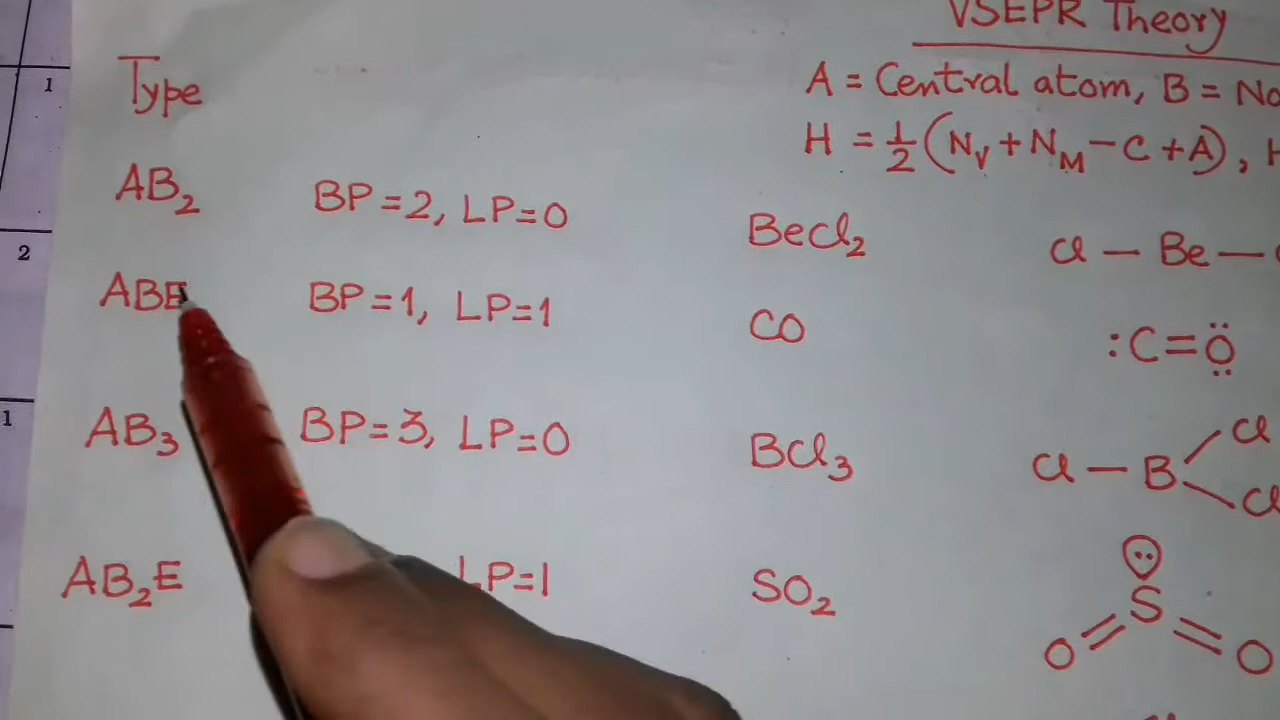 VSEPR Theory
Type
A = Central atom, B = No
H = 1/2 (N_V + N_M - C + A), H
AB₂ BP = 2, LP = 0 BeCl₂ Cl — Be —
ABE BP = 1, LP = 1 CO :C=Ö:
AB₃ BP = 3, LP = 0 BCl₃ Cl — B Cl Cl
AB₂E LP = 1 SO₂ S O O
1
2
1